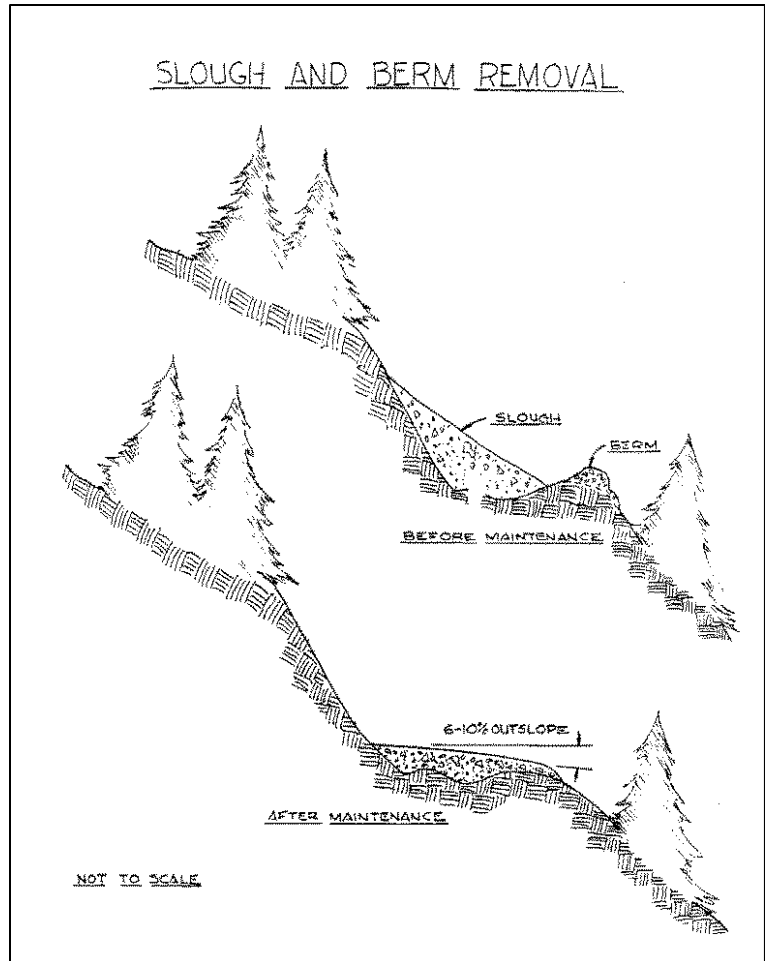 SLOUGH AND BERM REMOVAL
SLOUGH
BERM
BEFORE MAINTENANCE
6-10% OUTSLOPE
AFTER MAINTENANCE
NOT TO SCALE